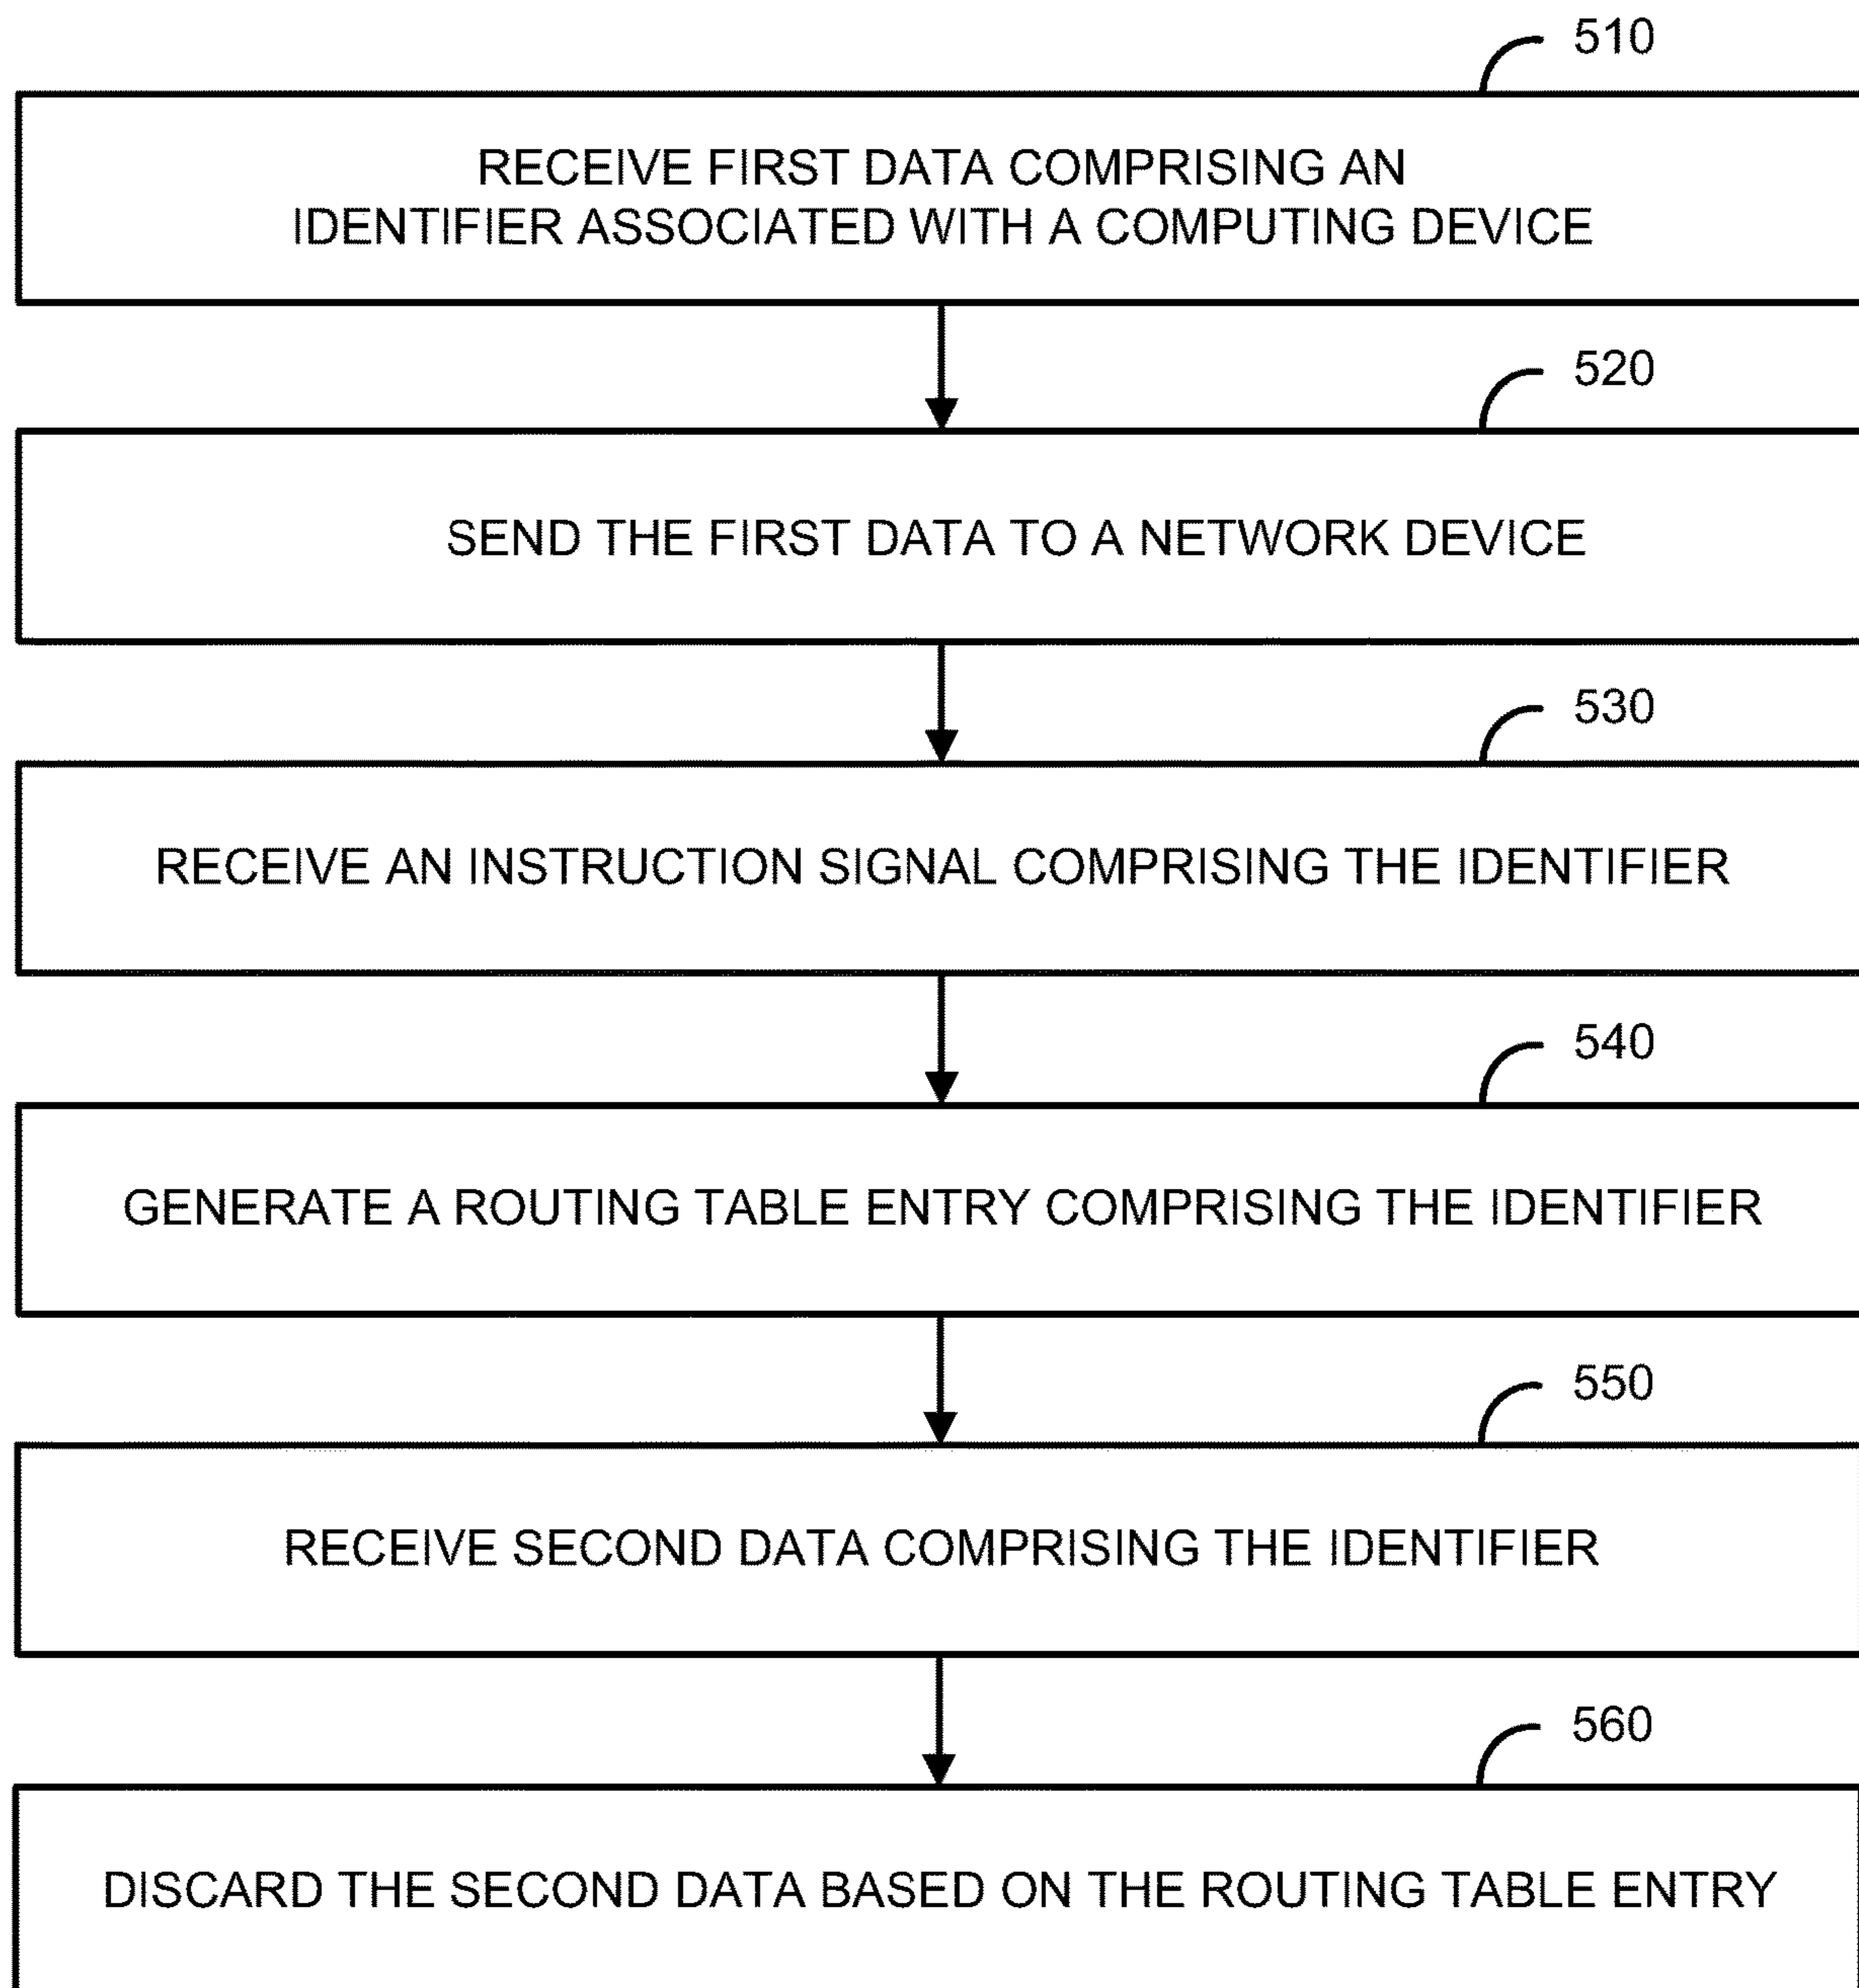 510
RECEIVE FIRST DATA COMPRISING AN
IDENTIFIER ASSOCIATED WITH A COMPUTING DEVICE
520
SEND THE FIRST DATA TO A NETWORK DEVICE
530
RECEIVE AN INSTRUCTION SIGNAL COMPRISING THE IDENTIFIER
540
GENERATE A ROUTING TABLE ENTRY COMPRISING THE IDENTIFIER
550
RECEIVE SECOND DATA COMPRISING THE IDENTIFIER
560
DISCARD THE SECOND DATA BASED ON THE ROUTING TABLE ENTRY